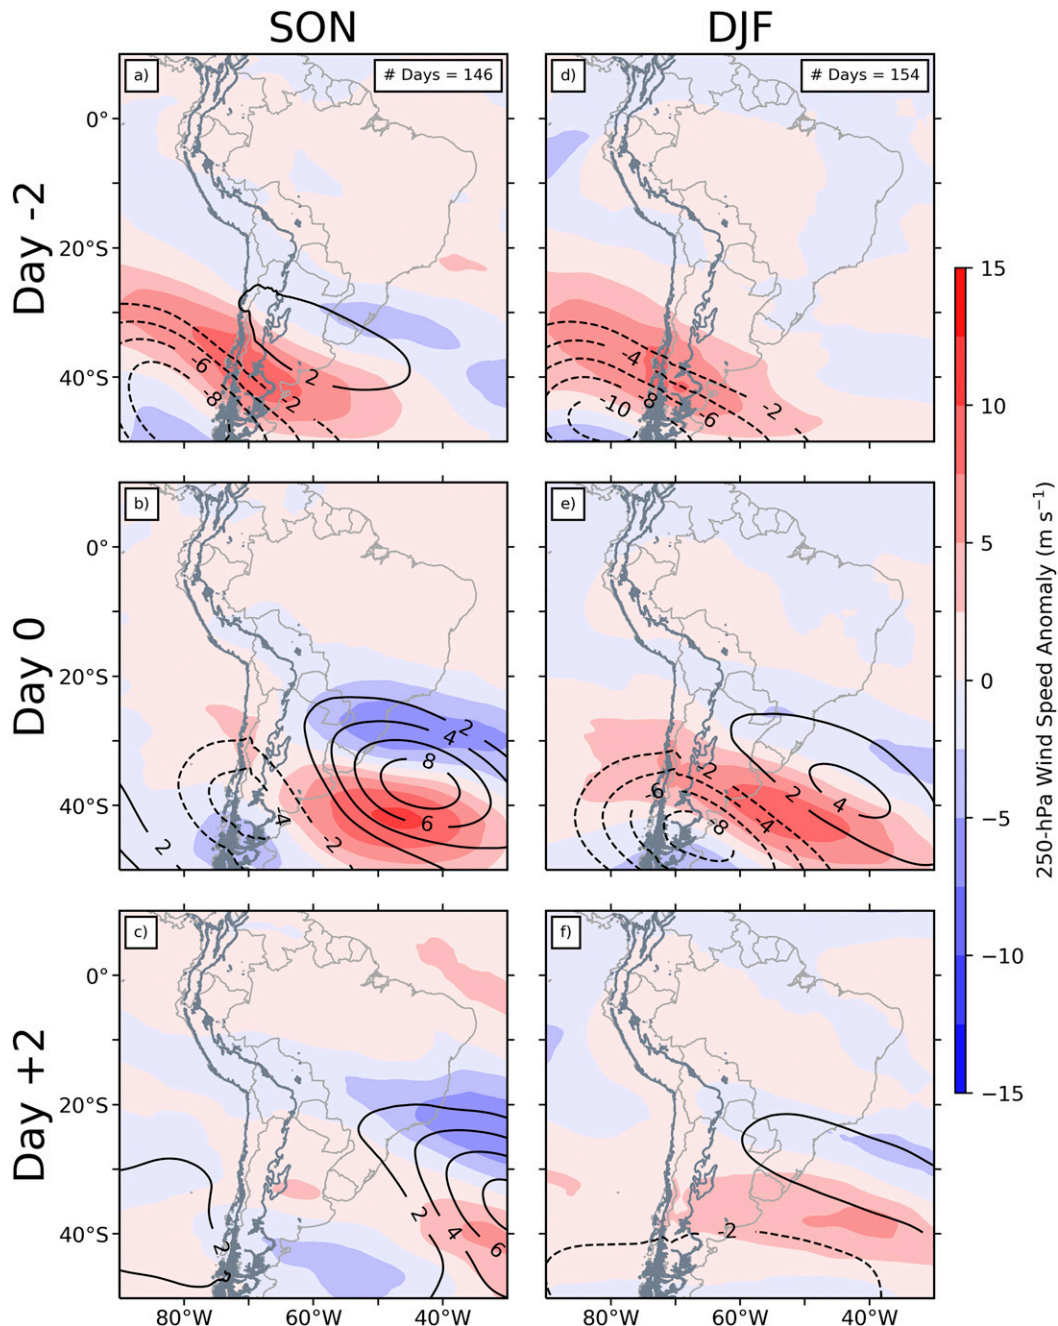 SON DJF
Day -2
a) # Days = 146
0°
20°S
40°S
-6
-8
-2
2
d) # Days = 154
-4
-8
-10
-6
-2
Day 0
b)
0°
20°S
40°S
2
4
8
6
-4
-2
2
e)
-2
-6
-8
-4
2
4
Day +2
c)
0°
20°S
40°S
2
2
4
6
80°W 60°W 40°W
f)
-2
80°W 60°W 40°W
15
10
5
0
−5
−10
−15
250-hPa Wind Speed Anomaly (m s⁻¹)